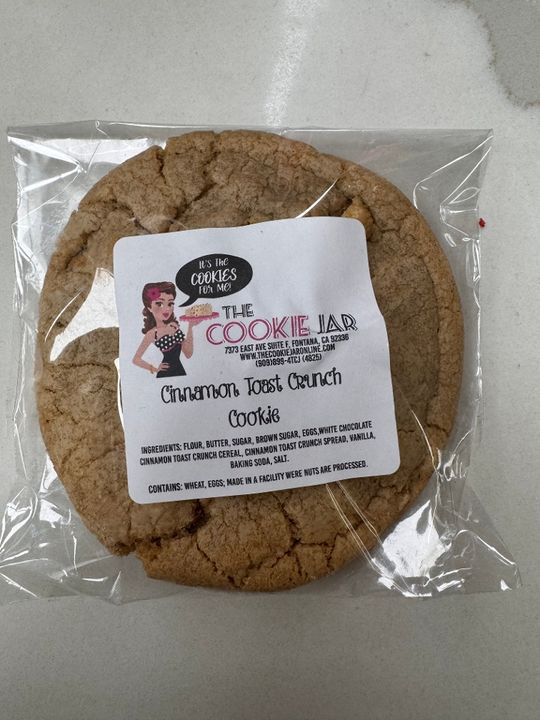 It's the
COOKIES
FOR ME!
THE
COOKIE JAR
7373 EAST AVE SUITE F, FONTANA, CA 92336
WWW.THECOOKIEJARONLINE.COM
(909)899-4TCJ (4825)
Cinnamon Toast Crunch
Cookie
INGREDIENTS: FLOUR, BUTTER, SUGAR, BROWN SUGAR, EGGS,WHITE CHOCOLATE
CINNAMON TOAST CRUNCH CEREAL, CINNAMON TOAST CRUNCH SPREAD, VANILLA,
BAKING SODA, SALT.
CONTAINS: WHEAT, EGGS; MADE IN A FACILITY WERE NUTS ARE PROCESSED.